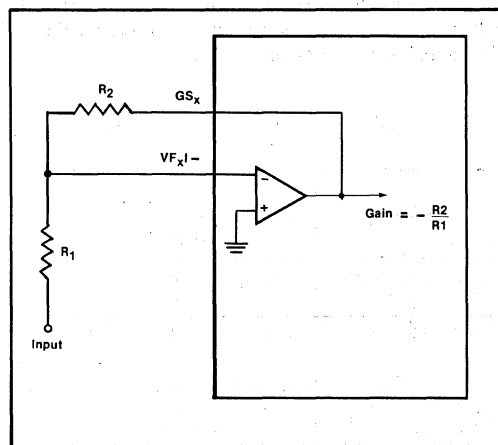 R2
GSx
VFxI-
-
+
Gain = - R2/R1
R1
Input